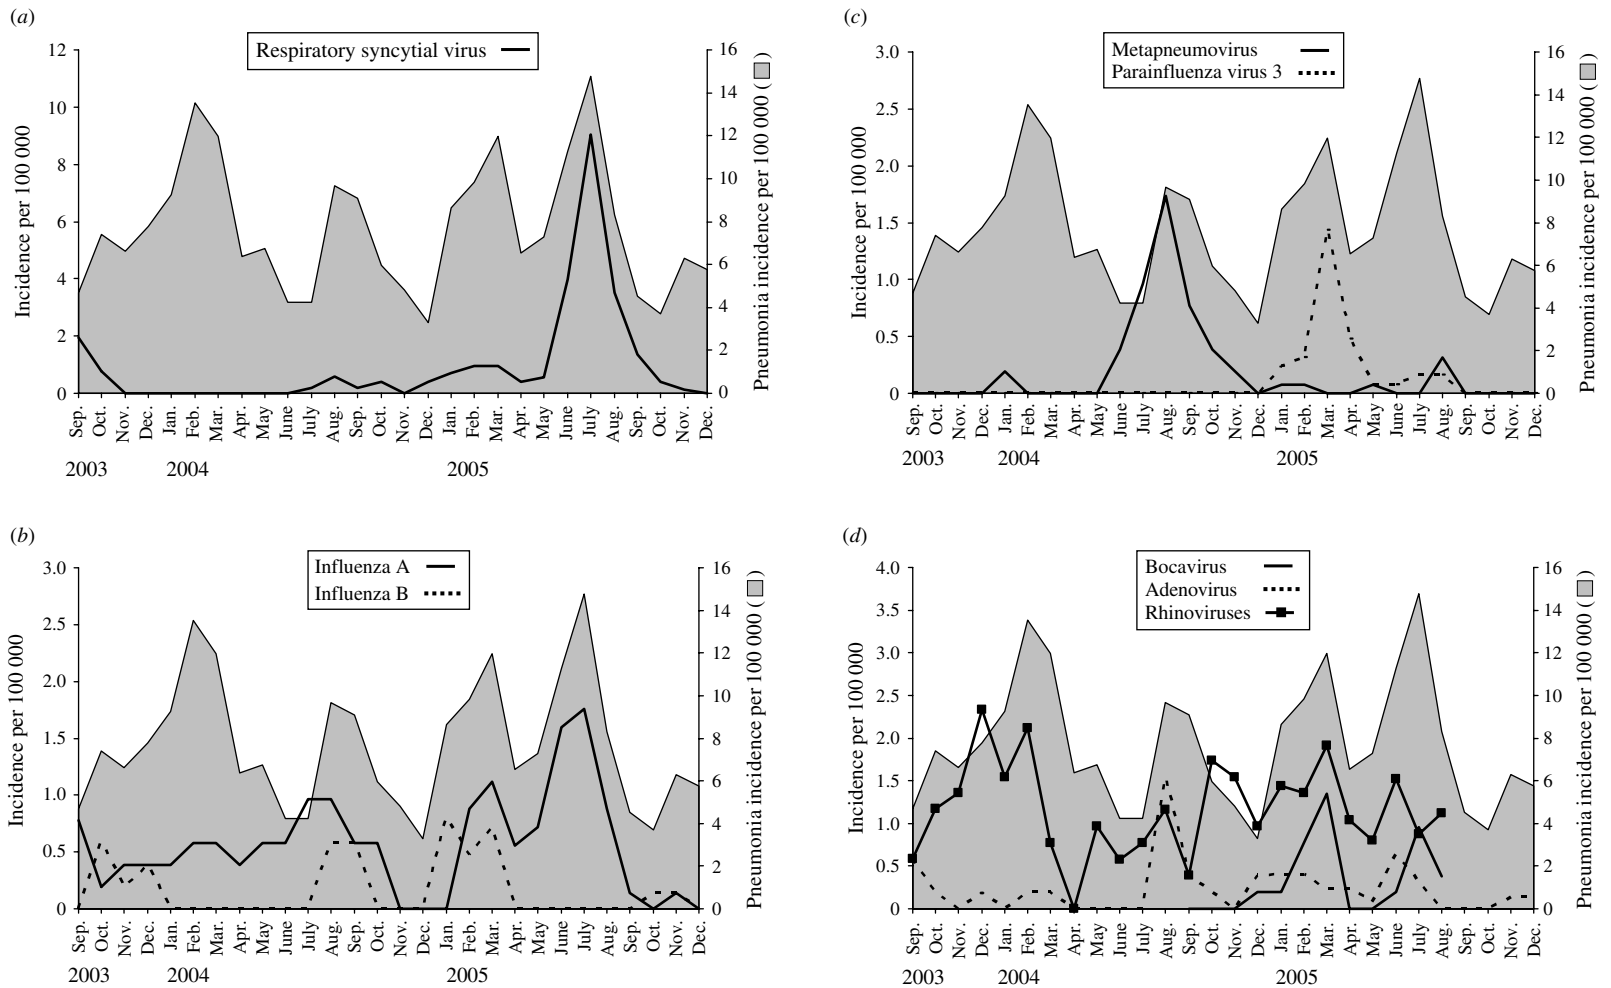 (a)
Respiratory syncytial virus
Incidence per 100 000
12
10
8
6
4
2
0
Pneumonia incidence per 100 000 ( )
16
14
12
10
8
6
4
2
0
Sep. Oct. Nov. Dec. Jan. Feb. Mar. Apr. May June July Aug. Sep. Oct. Nov. Dec. Jan. Feb. Mar. Apr. May June July Aug. Sep. Oct. Nov. Dec.
2003 2004 2005
(c)
Metapneumovirus
Parainfluenza virus 3
Incidence per 100 000
3.0
2.5
2.0
1.5
1.0
0.5
0
Pneumonia incidence per 100 000 ( )
16
14
12
10
8
6
4
2
0
Sep. Oct. Nov. Dec. Jan. Feb. Mar. Apr. May June July Aug. Sep. Oct. Nov. Dec. Jan. Feb. Mar. Apr. May June July Aug. Sep. Oct. Nov. Dec.
2003 2004 2005
(b)
Influenza A
Influenza B
Incidence per 100 000
3.0
2.5
2.0
1.5
1.0
0.5
0
Pneumonia incidence per 100 000 ( )
16
14
12
10
8
6
4
2
0
Sep. Oct. Nov. Dec. Jan. Feb. Mar. Apr. May June July Aug. Sep. Oct. Nov. Dec. Jan. Feb. Mar. Apr. May June July Aug. Sep. Oct. Nov. Dec.
2003 2004 2005
(d)
Bocavirus
Adenovirus
Rhinoviruses
Incidence per 100 000
4.0
3.5
3.0
2.5
2.0
1.5
1.0
0.5
0
Pneumonia incidence per 100 000 ( )
16
14
12
10
8
6
4
2
0
Sep. Oct. Nov. Dec. Jan. Feb. Mar. Apr. May June July Aug. Sep. Oct. Nov. Dec. Jan. Feb. Mar. Apr. May June July Aug. Sep. Oct. Nov. Dec.
2003 2004 2005